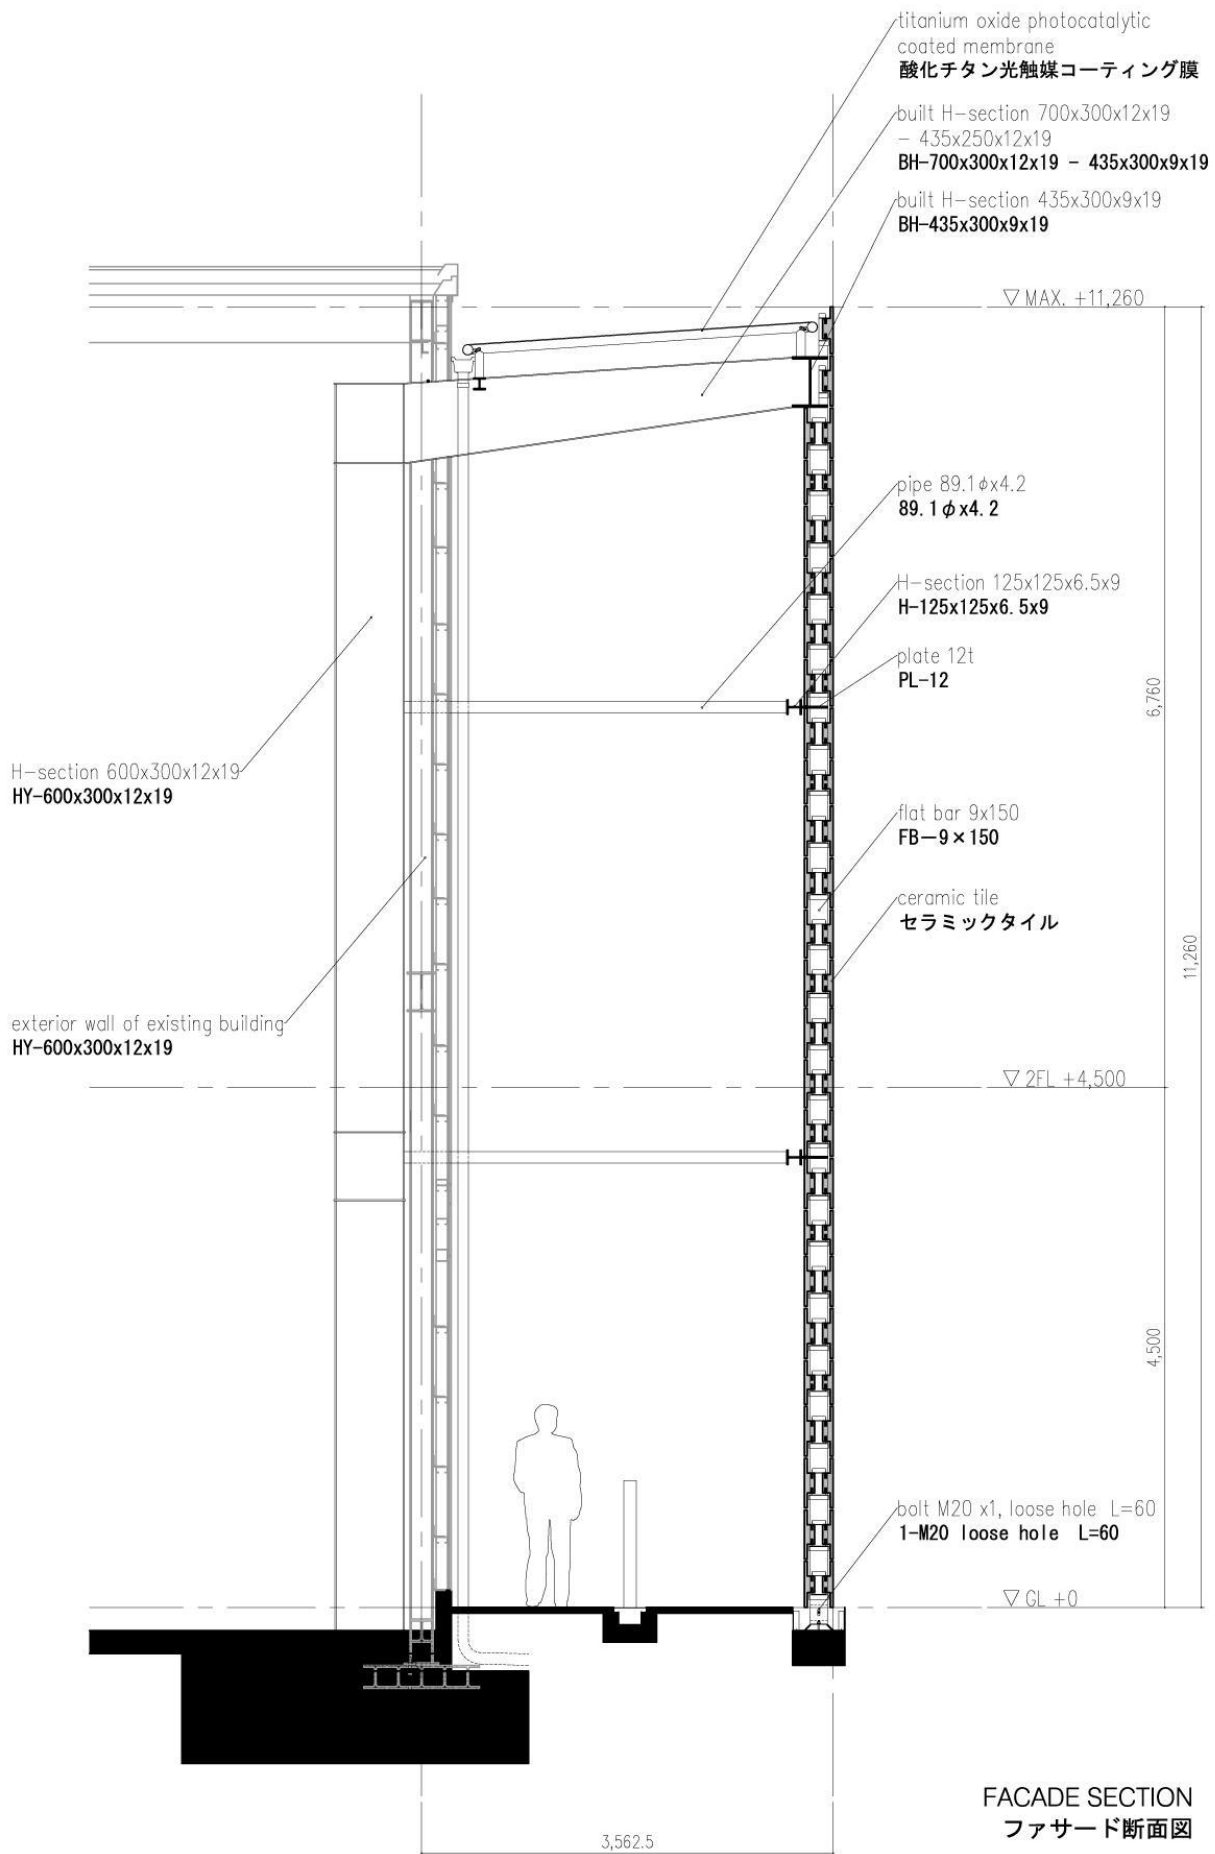 titanium oxide photocatalytic
coated membrane
酸化チタン光触媒コーティング膜
built H-section 700x300x12x19
- 435x250x12x19
BH-700x300x12x19 - 435x300x9x19
built H-section 435x300x9x19
BH-435x300x9x19
▽ MAX. +11,260
pipe 89.1φx4.2
89.1φx4.2
H-section 125x125x6.5x9
H-125x125x6.5x9
plate 12t
PL-12
6,760
H-section 600x300x12x19
HY-600x300x12x19
flat bar 9x150
FB-9×150
ceramic tile
セラミックタイル
11,260
exterior wall of existing building
HY-600x300x12x19
▽ 2FL +4,500
4,500
bolt M20 x1, loose hole L=60
1-M20 loose hole L=60
▽ GL +0
3,562.5
FACADE SECTION
ファサード断面図